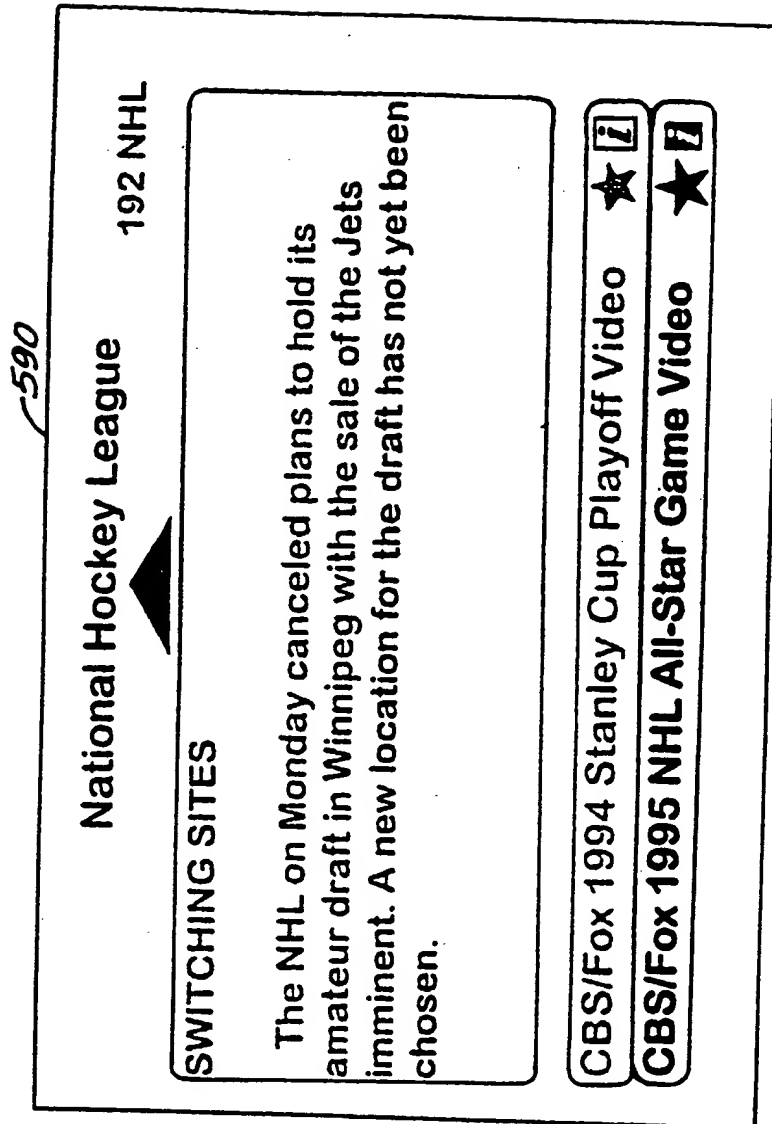 590
National Hockey League
192 NHL
SWITCHING SITES
The NHL on Monday canceled plans to hold its
amateur draft in Winnipeg with the sale of the Jets
imminent. A new location for the draft has not yet been
chosen.
CBS/Fox 1994 Stanley Cup Playoff Video i
CBS/Fox 1995 NHL All-Star Game Video i